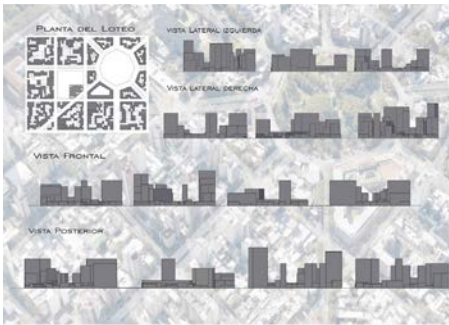 PLANTA DEL LOTEO
VISTA LATERAL IZQUIERDA
VISTA LATERAL DERECHA
VISTA FRONTAL
VISTA POSTERIOR